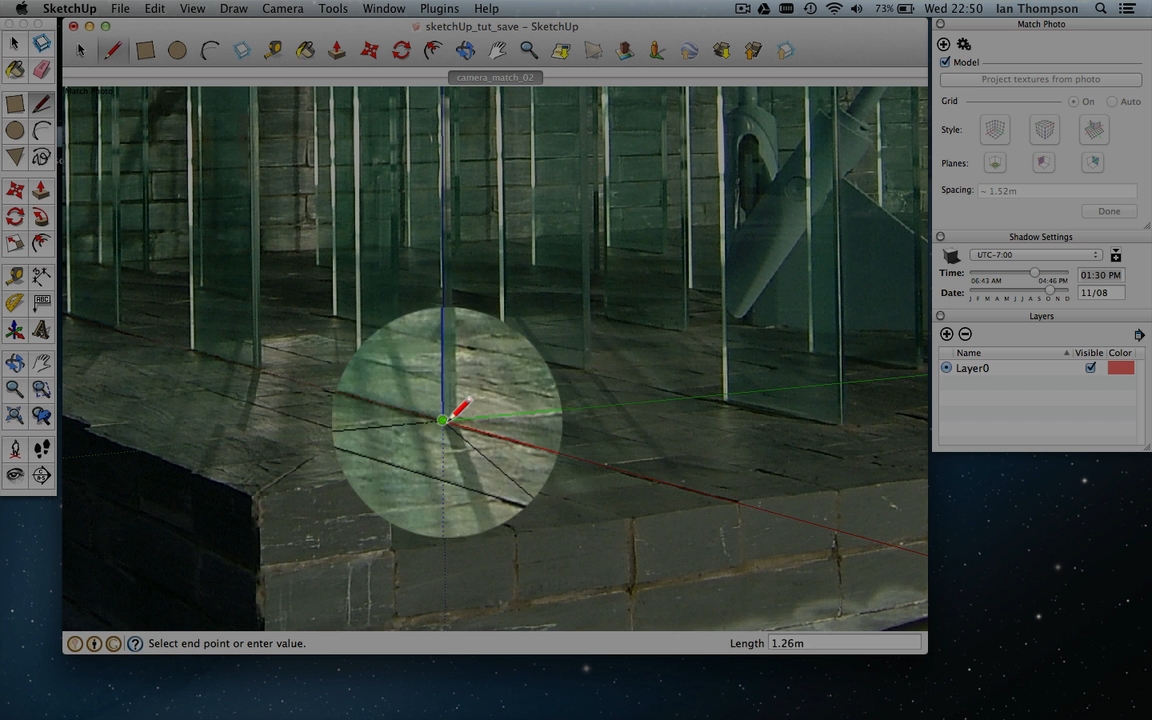 SketchUp File Edit View Draw Camera Tools Window Plugins Help 73% Wed 22:50 Ian Thompson
sketchUp_tut_save – SketchUp
camera_match_02
Match Photo
Match Photo
Model
Project textures from photo
Grid On Auto
Style:
Planes:
Spacing: ~ 1.52m
Done
Shadow Settings
UTC-7:00
Time: 06:43 AM 04:46 PM 01:30 PM
Date: J F M A M J J A S O N D 11/08
Layers
Name Visible Color
Layer0
ABC
Select end point or enter value. Length 1.26m